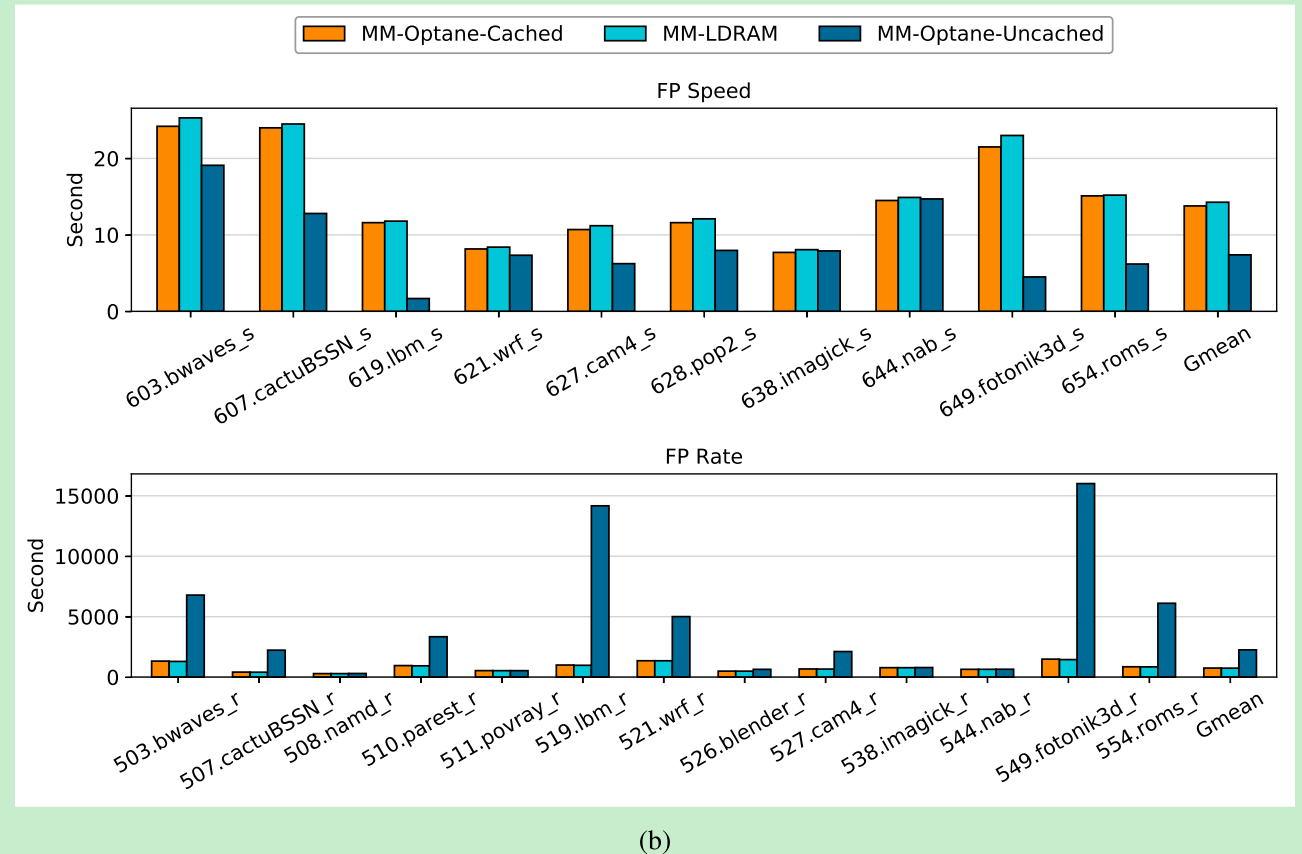 MM-Optane-Cached MM-LDRAM MM-Optane-Uncached
FP Speed
Second
20
10
0
603.bwaves_s 607.cactuBSSN_s 619.lbm_s 621.wrf_s 627.cam4_s 628.pop2_s 638.imagick_s 644.nab_s 649.fotonik3d_s 654.roms_s Gmean
FP Rate
Second
15000
10000
5000
0
503.bwaves_r 507.cactuBSSN_r 508.namd_r 510.parest_r 511.povray_r 519.lbm_r 521.wrf_r 526.blender_r 527.cam4_r 538.imagick_r 544.nab_r 549.fotonik3d_r 554.roms_r Gmean
(b)